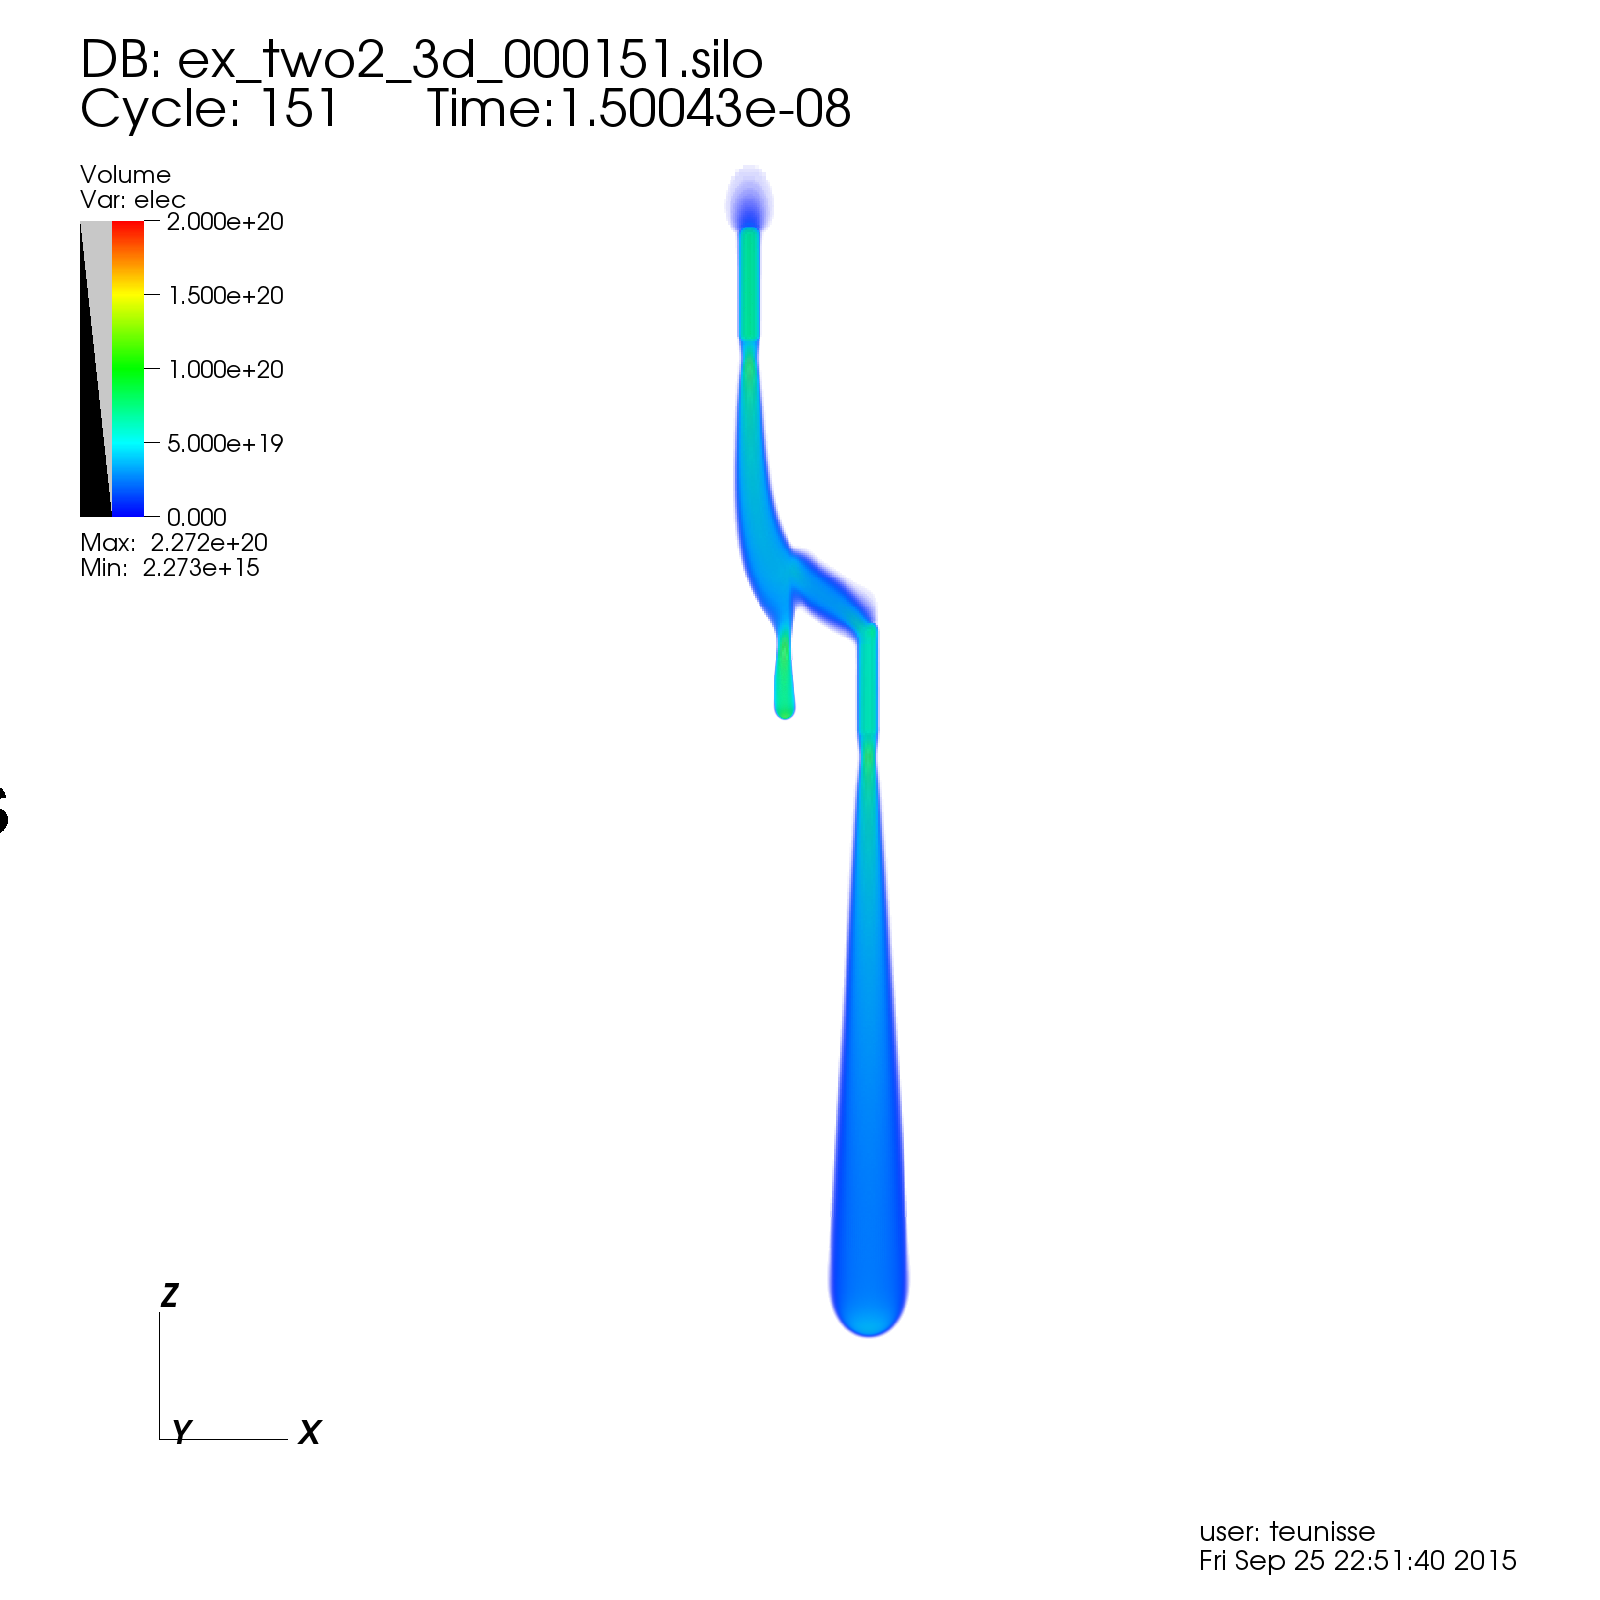 DB: ex_two2_3d_000151.silo
Cycle: 151 Time:1.50043e-08
Volume
Var: elec
2.000e+20
1.500e+20
1.000e+20
5.000e+19
0.000
Max: 2.272e+20
Min: 2.273e+15
Z
Y X
user: teunisse
Fri Sep 25 22:51:40 2015